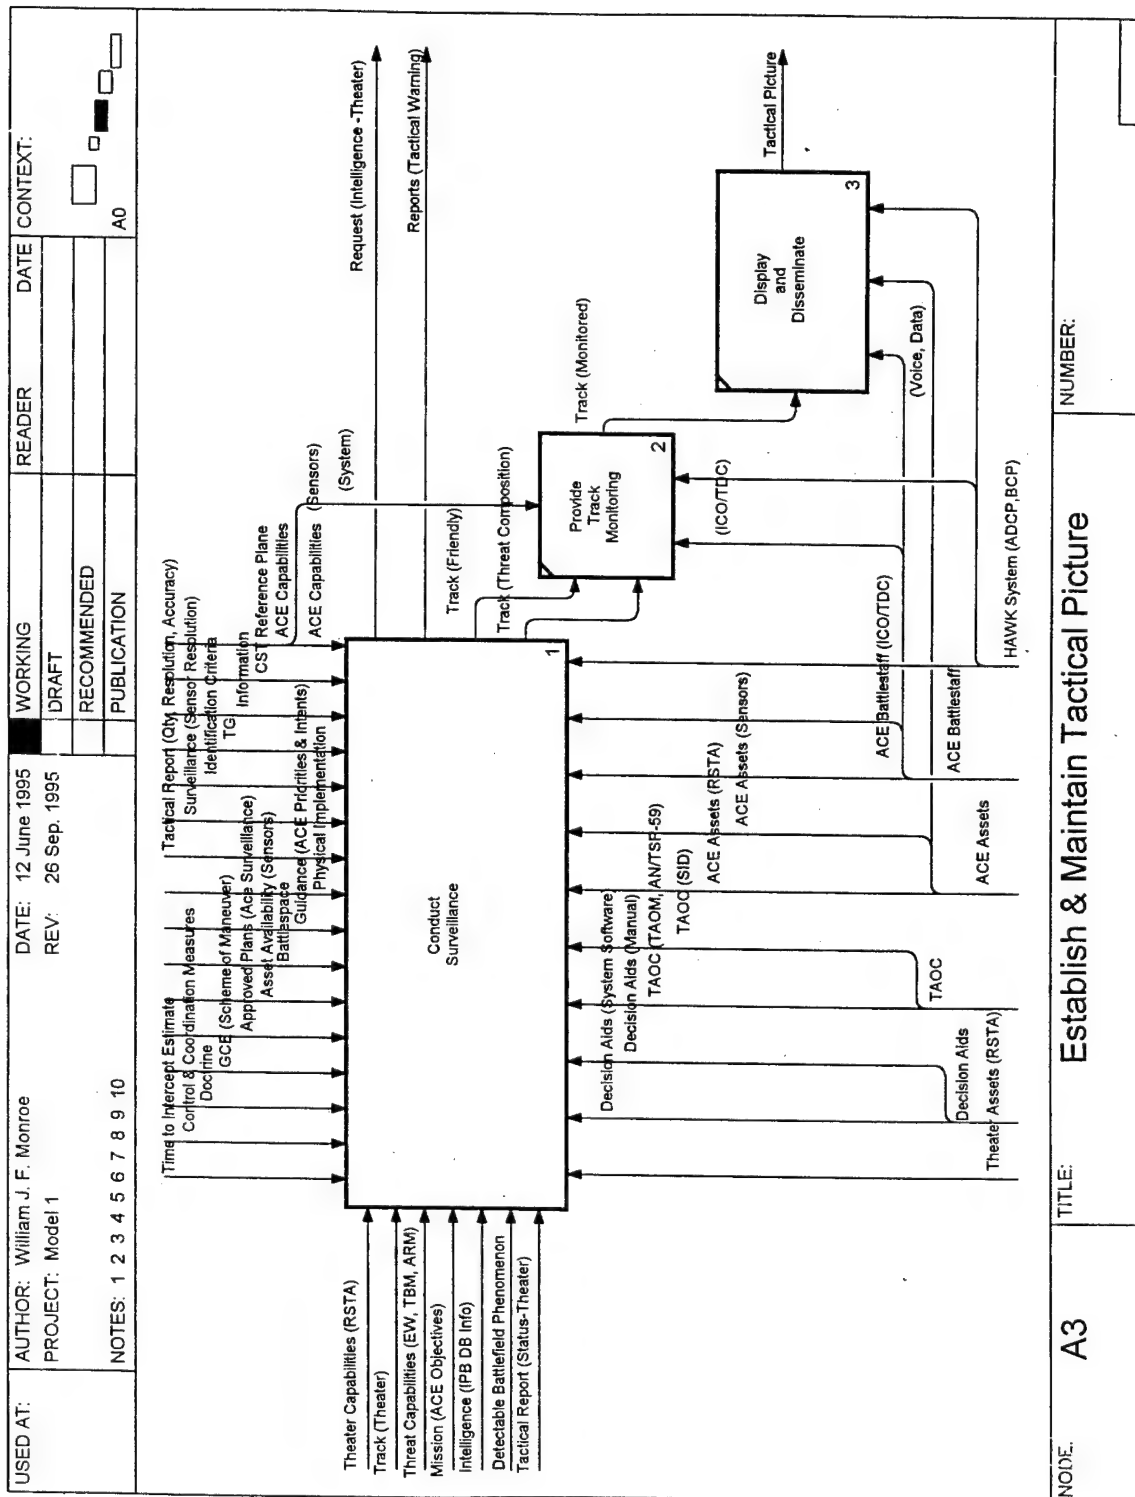 USED AT:
AUTHOR: William J. F. Monroe
DATE: 12 June 1995
WORKING
READER
DATE
CONTEXT:
PROJECT: Model 1
REV: 26 Sep. 1995
DRAFT
RECOMMENDED
NOTES: 1 2 3 4 5 6 7 8 9 10
PUBLICATION
A0
Time to Intercept Estimate
Control & Coordination Measures
Doctrine
GCE (Scheme of Maneuver)
Approved Plans (Ace Surveillance)
Asset Availability (Sensors)
Battlespace
Guidance (ACE Priorities & Intents)
Physical Implementation
Tactical Report (Qty, Resolution, Accuracy)
Surveillance (Sensor Resolution)
Identification Criteria
TG Information
CST Reference Plane
ACE Capabilities
ACE Capabilities (Sensors)
(System)
Theater Capabilities (RSTA)
Track (Theater)
Threat Capabilities (EW, TBM, ARM)
Mission (ACE Objectives)
Intelligence (IPB DB Info)
Detectable Battlefield Phenomenon
Tactical Report (Status-Theater)
Conduct
Surveillance
1
Request (Intelligence -Theater)
Reports (Tactical Warning)
Track (Friendly)
Track (Threat Composition)
Provide
Track
Monitoring
2
Track (Monitored)
Display
and
Disseminate
3
Tactical Picture
(ICO/TDC)
(Voice, Data)
Decision Aids (System Software)
Decision Aids (Manual)
TAOC (TAOM, AN/TSP-59)
TAOC (SID)
ACE Assets (RSTA)
ACE Assets (Sensors)
ACE Battlestaff (ICO/TDC)
ACE Battlestaff
HAWK System (ADCP,BCP)
ACE Assets
TAOC
Decision Aids
Theater Assets (RSTA)
NODE:
A3
TITLE:
Establish & Maintain Tactical Picture
NUMBER: